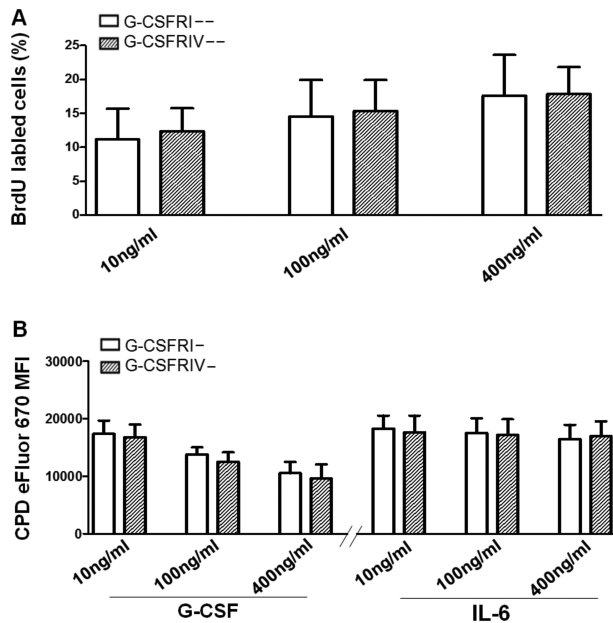 A
G-CSFRI--
G-CSFRIV--
BrdU labled cells (%)
25
20
15
10
5
0
10ng/ml
100ng/ml
400ng/ml
B
G-CSFRI-
G-CSFRIV-
CPD eFluor 670 MFI
30000
20000
10000
0
10ng/ml
100ng/ml
400ng/ml
10ng/ml
100ng/ml
400ng/ml
G-CSF
IL-6